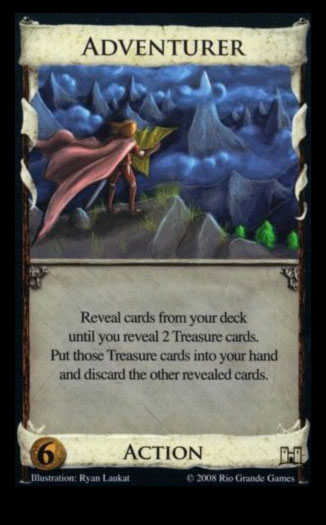 ADVENTURER
Reveal cards from your deck
until you reveal 2 Treasure cards.
Put those Treasure cards into your hand
and discard the other revealed cards.
6
ACTION
Illustration: Ryan Laukat © 2008 Rio Grande Games